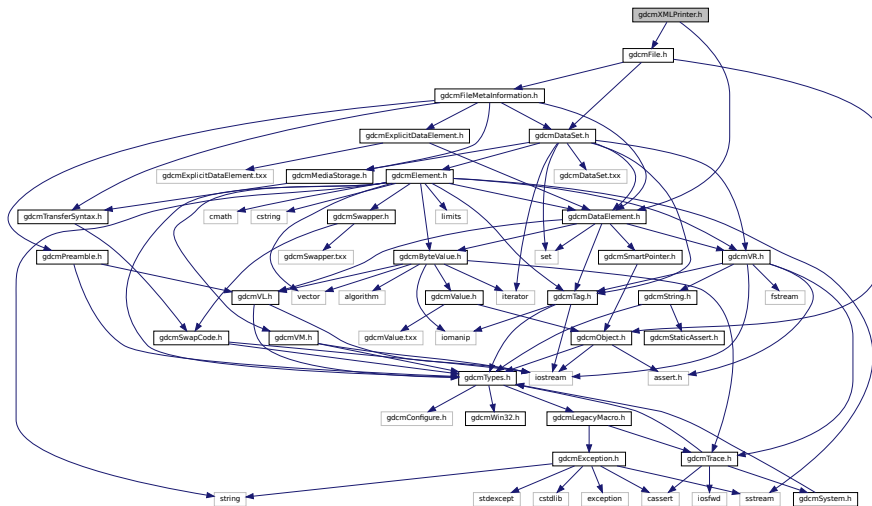 gdcmXMLPrinter.h
gdcmFile.h
gdcmFileMetaInformation.h
gdcmExplicitDataElement.h
gdcmDataSet.h
gdcmExplicitDataElement.txx
gdcmMediaStorage.h
gdcmElement.h
gdcmDataSet.txx
gdcmTransferSyntax.h
cmath
cstring
gdcmSwapper.h
limits
gdcmDataElement.h
gdcmPreamble.h
gdcmSwapper.txx
gdcmByteValue.h
set
gdcmSmartPointer.h
gdcmVR.h
gdcmVL.h
vector
algorithm
gdcmValue.h
iterator
gdcmTag.h
gdcmString.h
fstream
gdcmSwapCode.h
gdcmVM.h
gdcmValue.txx
iomanip
gdcmObject.h
gdcmStaticAssert.h
gdcmTypes.h
iostream
assert.h
gdcmConfigure.h
gdcmWin32.h
gdcmLegacyMacro.h
gdcmException.h
gdcmTrace.h
string
stdexcept
cstdlib
exception
cassert
iosfwd
sstream
gdcmSystem.h